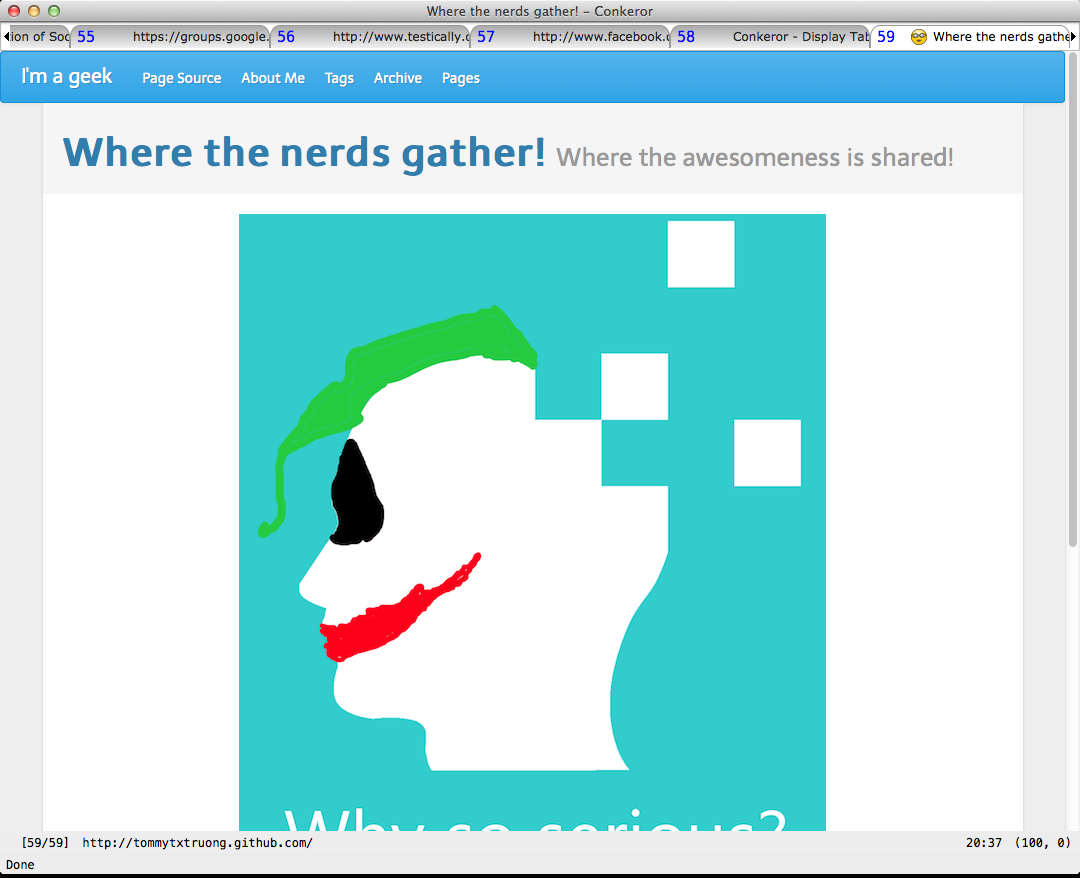 Where the nerds gather! – Conkeror
ion of Soc 55 https://groups.google. 56 http://www.testically. 57 http://www.facebook. 58 Conkeror - Display Tab 59 Where the nerds gathe
I'm a geek Page Source About Me Tags Archive Pages
Where the nerds gather! Where the awesomeness is shared!
Why so serious?
[59/59] http://tommytxtruong.github.com/ 20:37 (100, 0)
Done